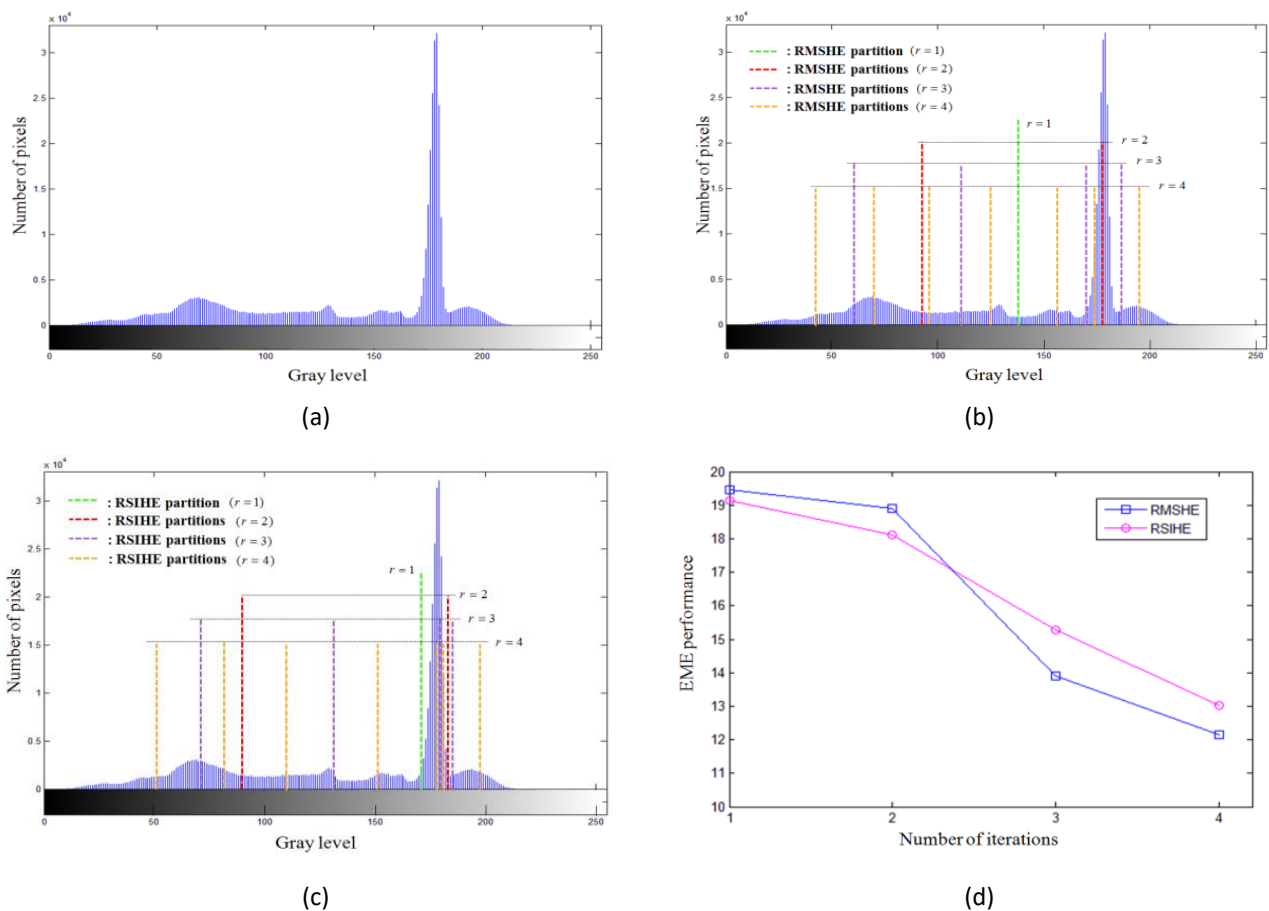 × 10⁴
3
2.5
2
1.5
1
0.5
0
Number of pixels
0 50 100 150 200 250
Gray level
(a)
× 10⁴
3
2.5
2
1.5
1
0.5
0
Number of pixels
: RMSHE partition (r = 1)
: RMSHE partitions (r = 2)
: RMSHE partitions (r = 3)
: RMSHE partitions (r = 4)
r = 1
r = 2
r = 3
r = 4
0 50 100 150 200 250
Gray level
(b)
× 10⁴
3
2.5
2
1.5
1
0.5
0
Number of pixels
: RSIHE partition (r = 1)
: RSIHE partitions (r = 2)
: RSIHE partitions (r = 3)
: RSIHE partitions (r = 4)
r = 1
r = 2
r = 3
r = 4
0 50 100 150 200 250
Gray level
(c)
20
19
18
17
16
15
14
13
12
11
10
EME performance
RMSHE
RSIHE
1 2 3 4
Number of iterations
(d)